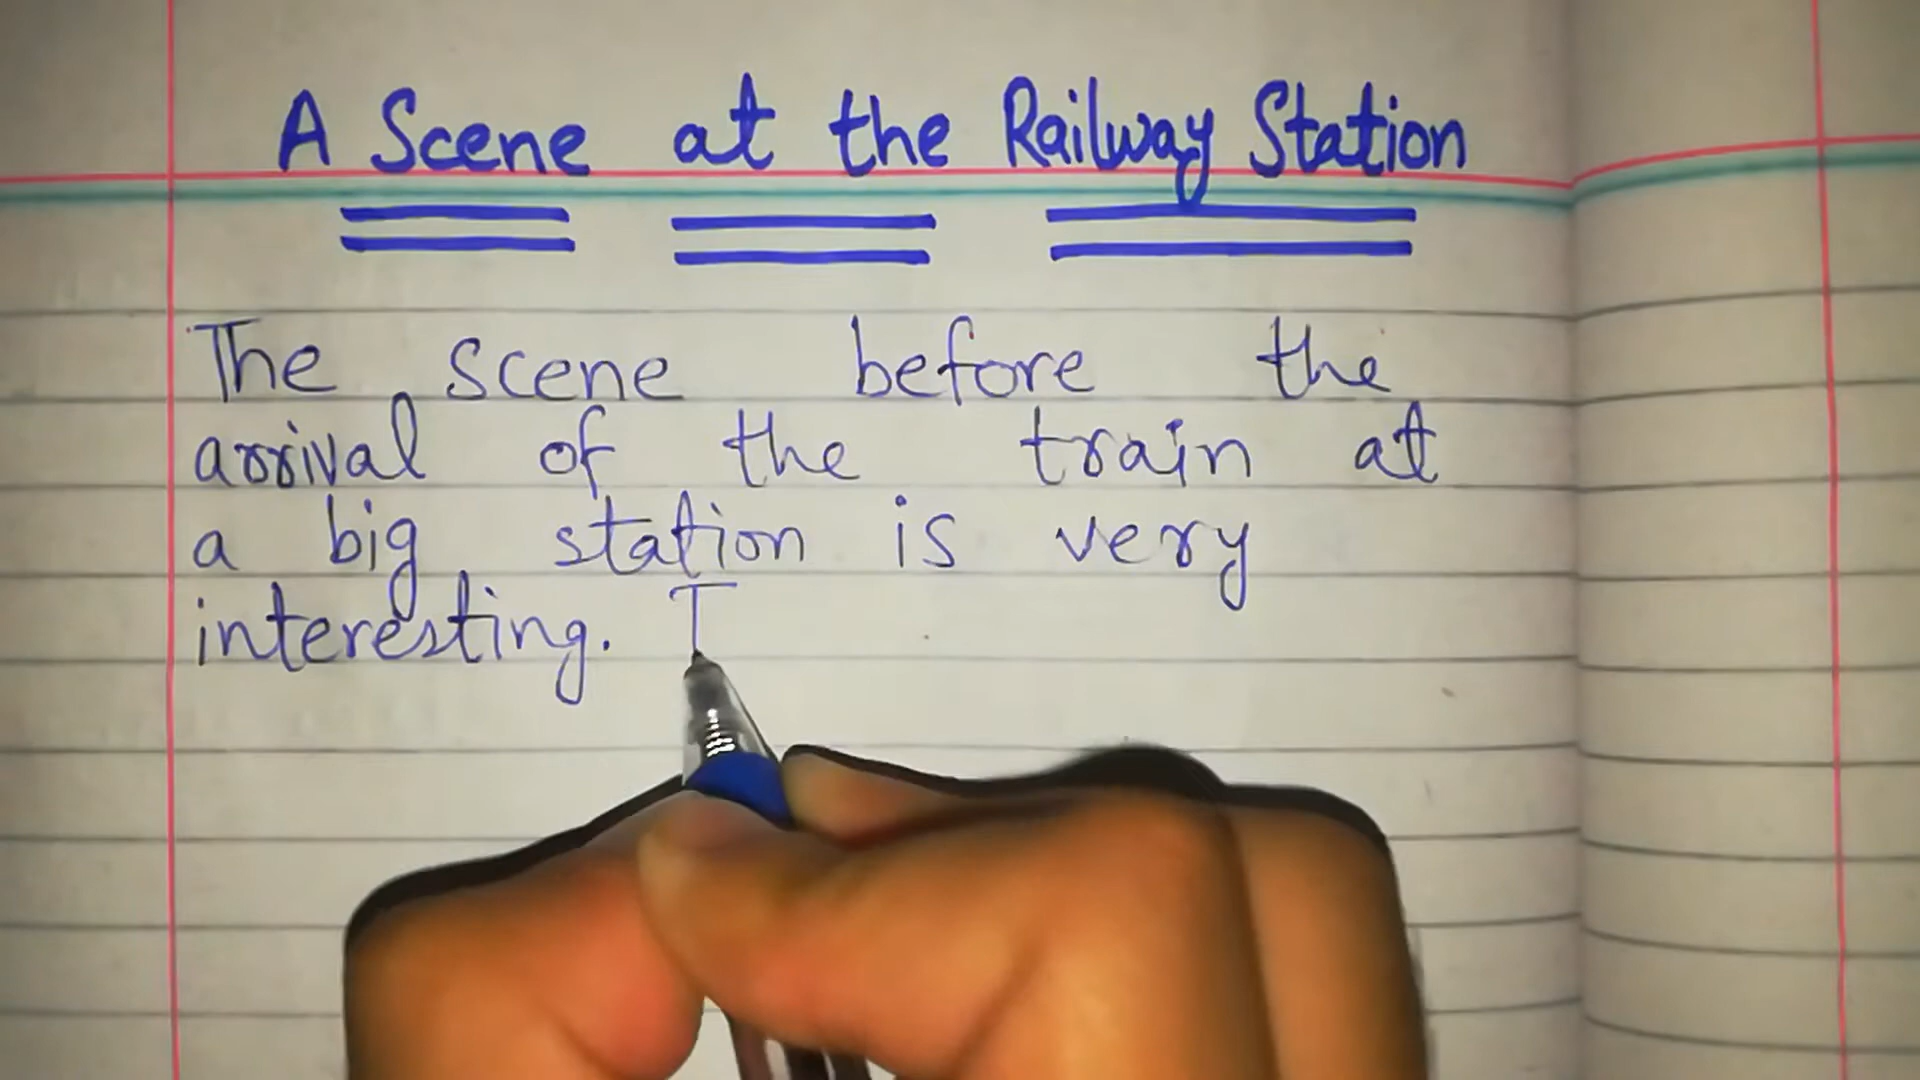 A Scene at the Railway Station
The scene before the
arrival of the train at
a big station is very
interesting. T